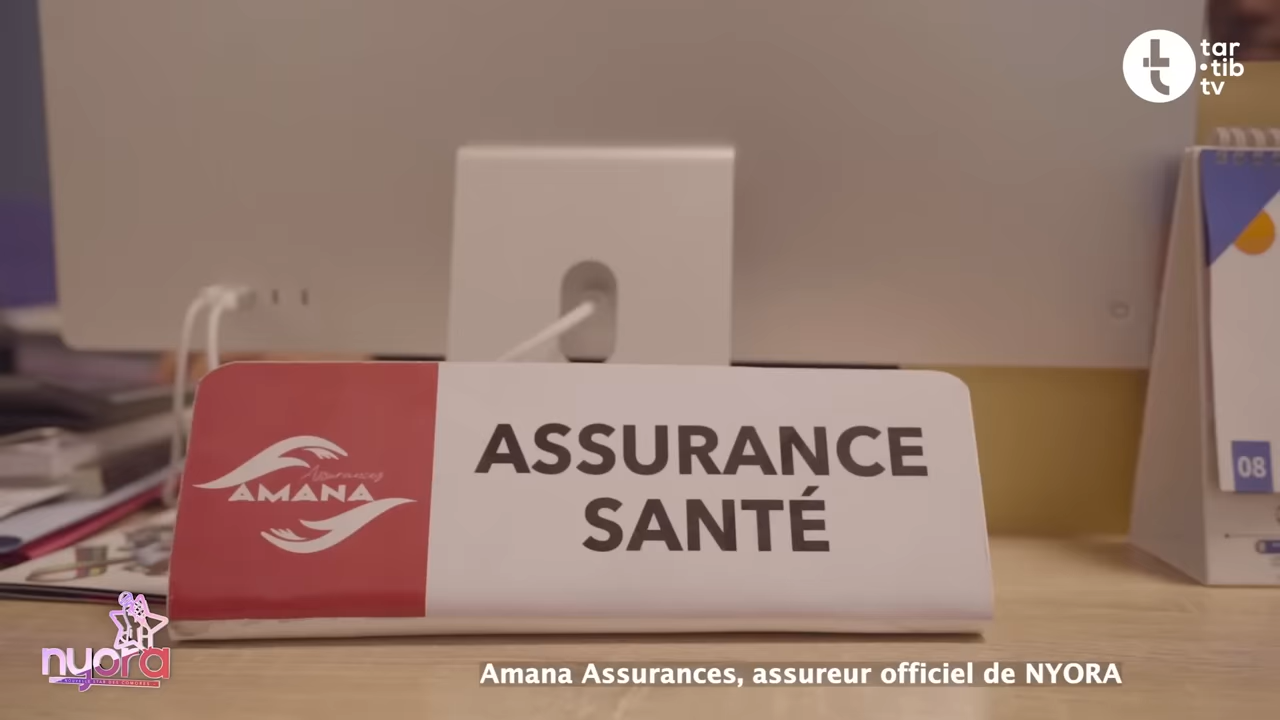 tar
tib
tv
08
Assurances
AMANA
ASSURANCE
SANTÉ
nyora
Amana Assurances, assureur officiel de NYORA